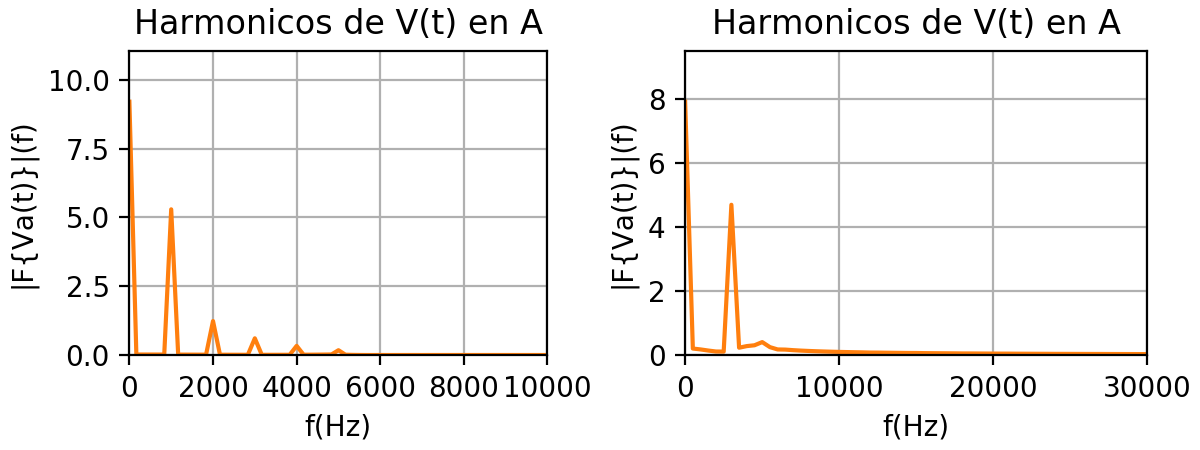 Harmonicos de V(t) en A
|F{Va(t)}|(f)
10.0
7.5
5.0
2.5
0.0
0 2000 4000 6000 8000 10000
f(Hz)
Harmonicos de V(t) en A
|F{Va(t)}|(f)
8
6
4
2
0
0 10000 20000 30000
f(Hz)